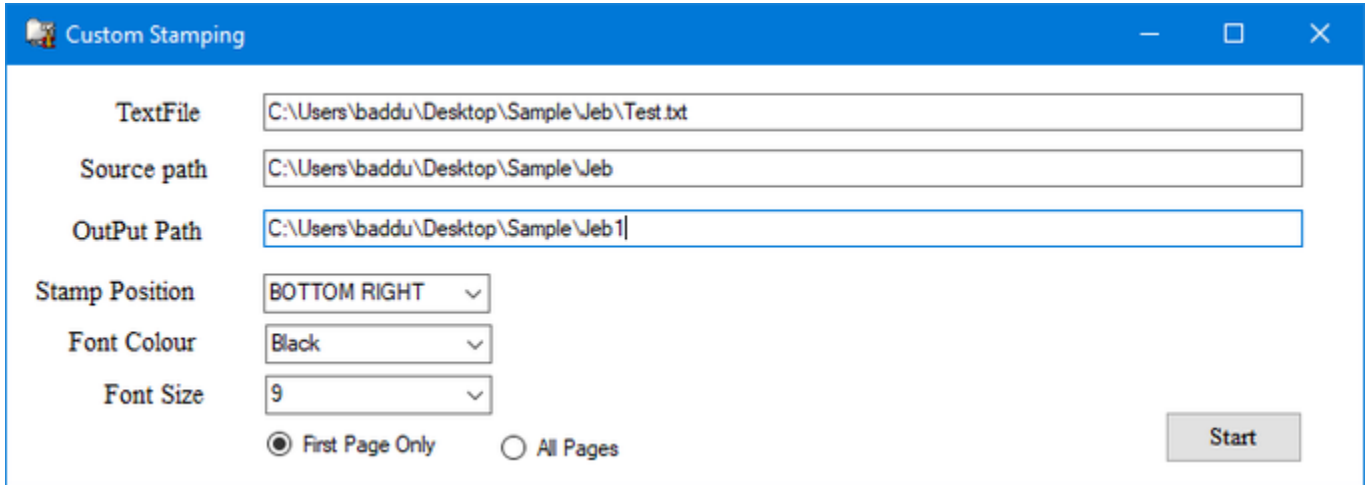 Custom Stamping
TextFile C:\Users\baddu\Desktop\Sample\Jeb\Test.txt
Source path C:\Users\baddu\Desktop\Sample\Jeb
OutPut Path C:\Users\baddu\Desktop\Sample\Jeb1
Stamp Position BOTTOM RIGHT
Font Colour Black
Font Size 9
First Page Only All Pages Start